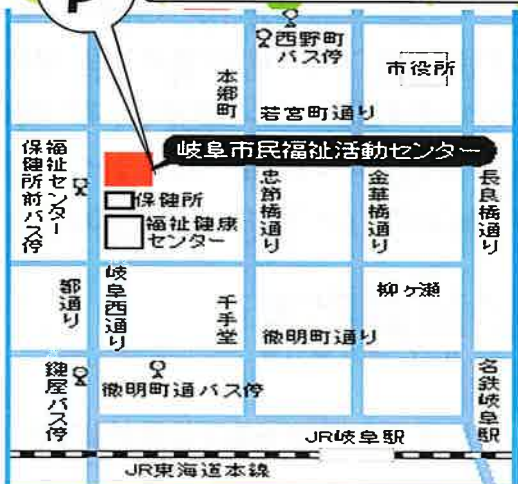 P
西野町
バス停
市役所
本郷町
若宮町通り
岐阜市民福祉活動センター
福祉センター
保健所前バス停
保健所
福祉健康
センター
忠節橋通り
金華橋通り
長良橋通り
都通り
岐阜西通り
千手堂
柳ヶ瀬
徹明町通り
鍵屋バス停
徹明町通バス停
名鉄岐阜駅
JR岐阜駅
JR東海道本線